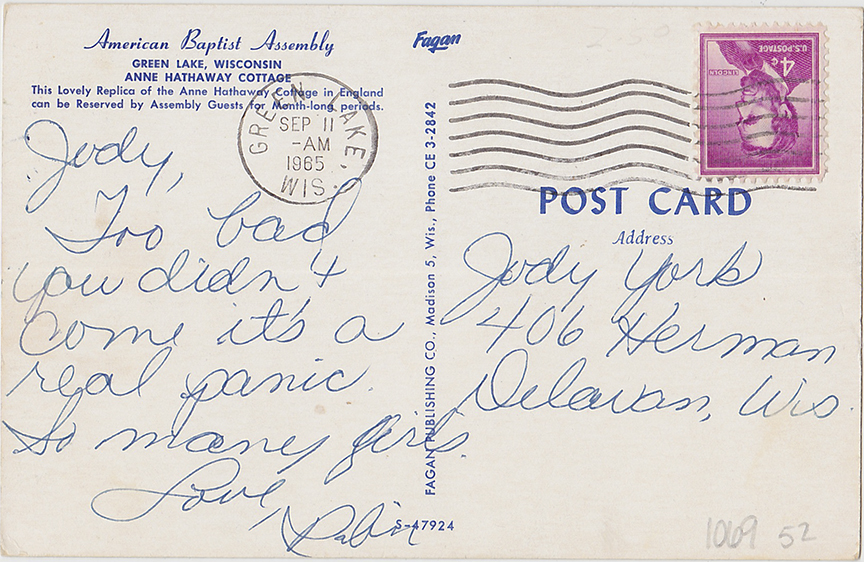 American Baptist Assembly
GREEN LAKE, WISCONSIN
ANNE HATHAWAY COTTAGE
This Lovely Replica of the Anne Hathaway Cottage in England
can be Reserved by Assembly Guests for Month-long periods.
Fagan
GREEN LAKE,
SEP 11
-AM
1965
WIS.
U.S. POSTAGE
4¢
LINCOLN
Jody,
Too bad
you didn't
come it's a
real panic.
So many girls.
Love,
Robin
FAGAN PUBLISHING CO., Madison 5, Wis., Phone CE 3-2842
S-47924
POST CARD
Address
Jody York
406 Herman
Delavan, Wis.
1069 52